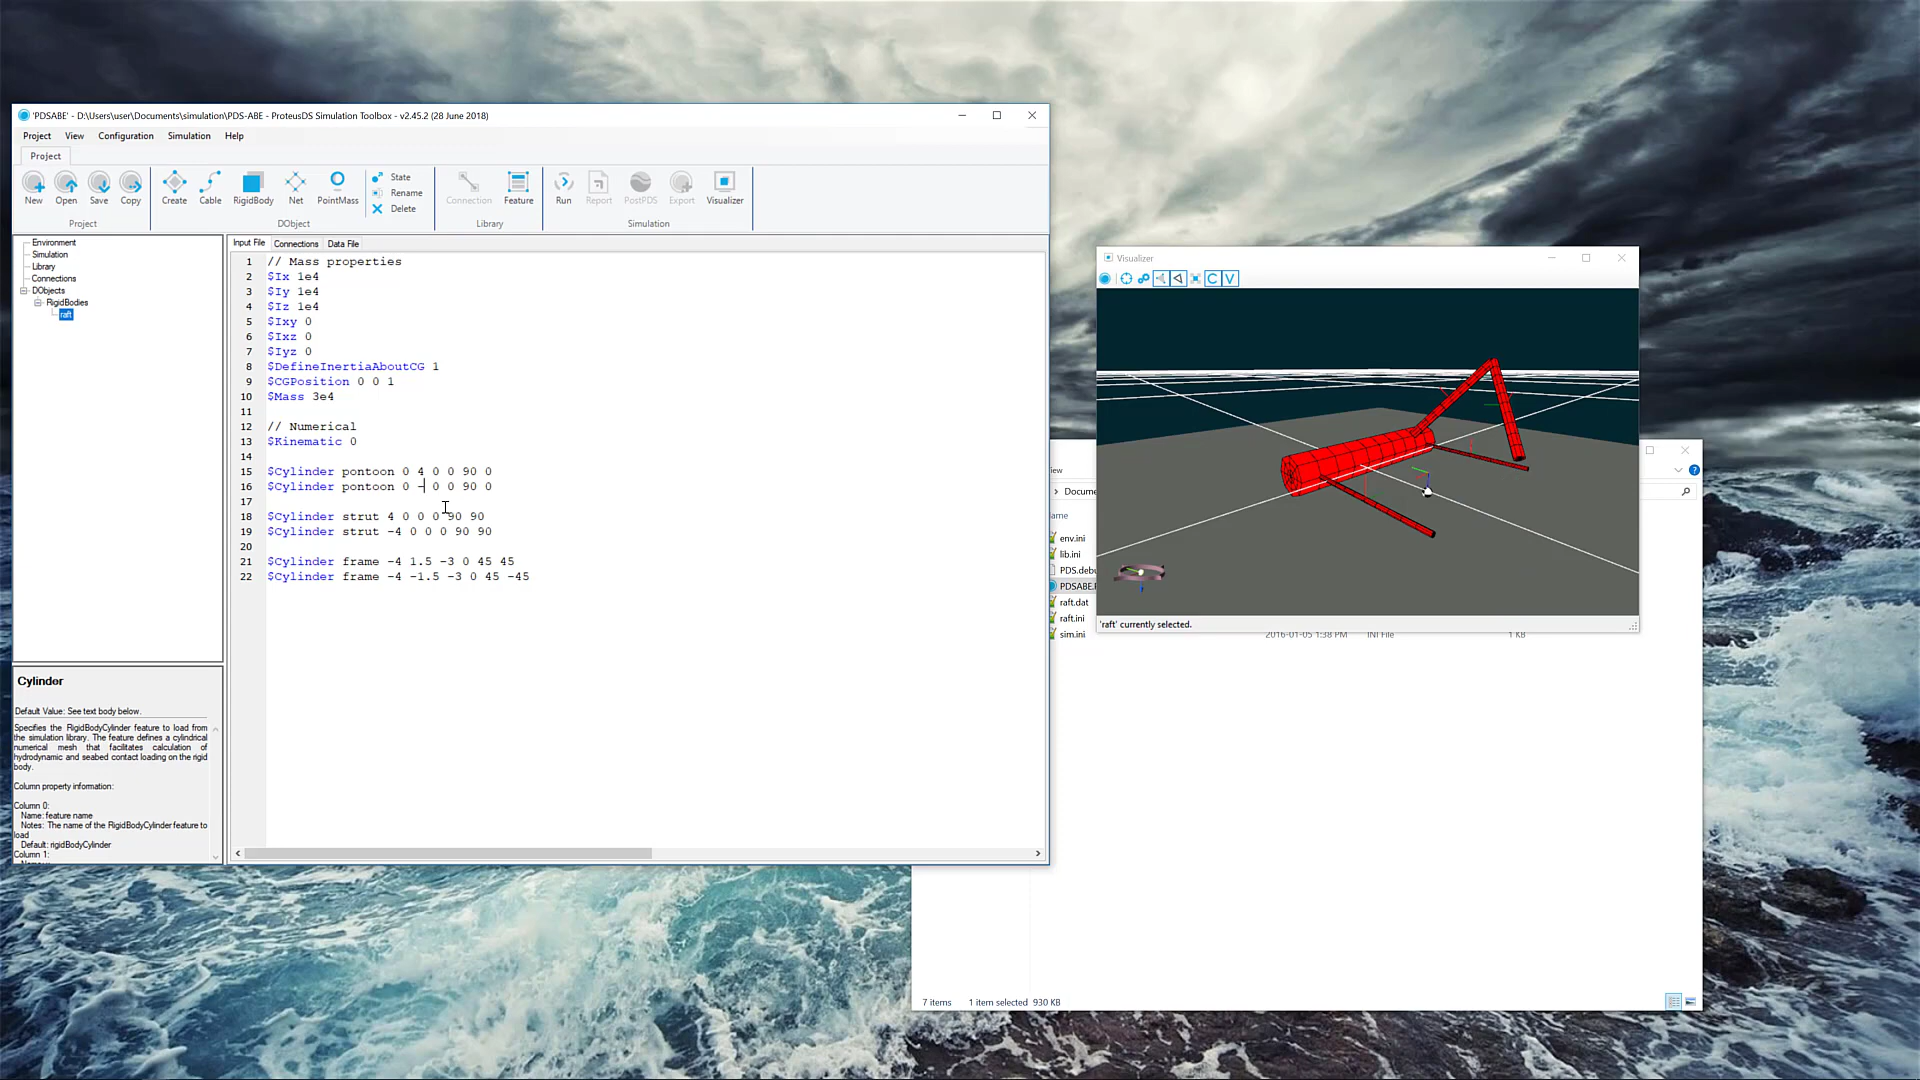 'PDSABE' - D:\Users\user\Documents\simulation\PDS-ABE - ProteusDS Simulation Toolbox - v2.45.2 (28 June 2018)
Project View Configuration Simulation Help
Project
New Open Save Copy
Create Cable RigidBody Net PointMass
State
Rename
Delete
Connection Feature
Run Report PostPDS Export Visualizer
Project DObject Library Simulation
Environment
Simulation
Library
Connections
DObjects
RigidBodies
raft
Input File Connections Data File
1 // Mass properties
2 $Ix 1e4
3 $Iy 1e4
4 $Iz 1e4
5 $Ixy 0
6 $Ixz 0
7 $Iyz 0
8 $DefineInertiaAboutCG 1
9 $CGPosition 0 0 1
10 $Mass 3e4
11
12 // Numerical
13 $Kinematic 0
14
15 $Cylinder pontoon 0 4 0 0 90 0
16 $Cylinder pontoon 0 - 0 0 90 0
17
18 $Cylinder strut 4 0 0 0 90 90
19 $Cylinder strut -4 0 0 0 90 90
20
21 $Cylinder frame -4 1.5 -3 0 45 45
22 $Cylinder frame -4 -1.5 -3 0 45 -45
Cylinder
Default Value: See text body below.
Specifies the RigidBodyCylinder feature to load from
the simulation library. The feature defines a cylindrical
numerical mesh that facilitates calculation of
hydrodynamic and seabed contact loading on the rigid
body.
Column property information:
Column 0:
Name: feature name
Notes: The name of the RigidBodyCylinder feature to
load
Default: rigidBodyCylinder
Column 1:
Visualizer
C V
'raft' currently selected.
env.ini
lib.ini
raft.dat
raft.ini
sim.ini 2016-01-05 1:38 PM INI File 1 KB
7 items 1 item selected 930 KB